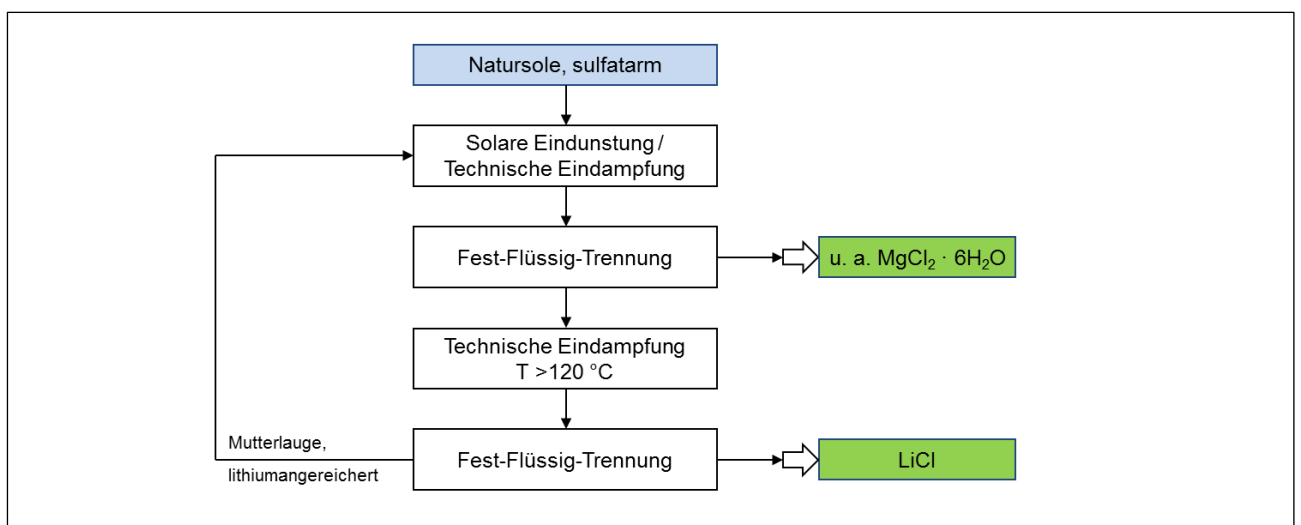 Natursole, sulfatarm
Solare Eindunstung /
Technische Eindampfung
Fest-Flüssig-Trennung
u. a. MgCl₂ · 6H₂O
Technische Eindampfung
T >120 °C
Mutterlauge,
lithiumangereichert
Fest-Flüssig-Trennung
LiCl